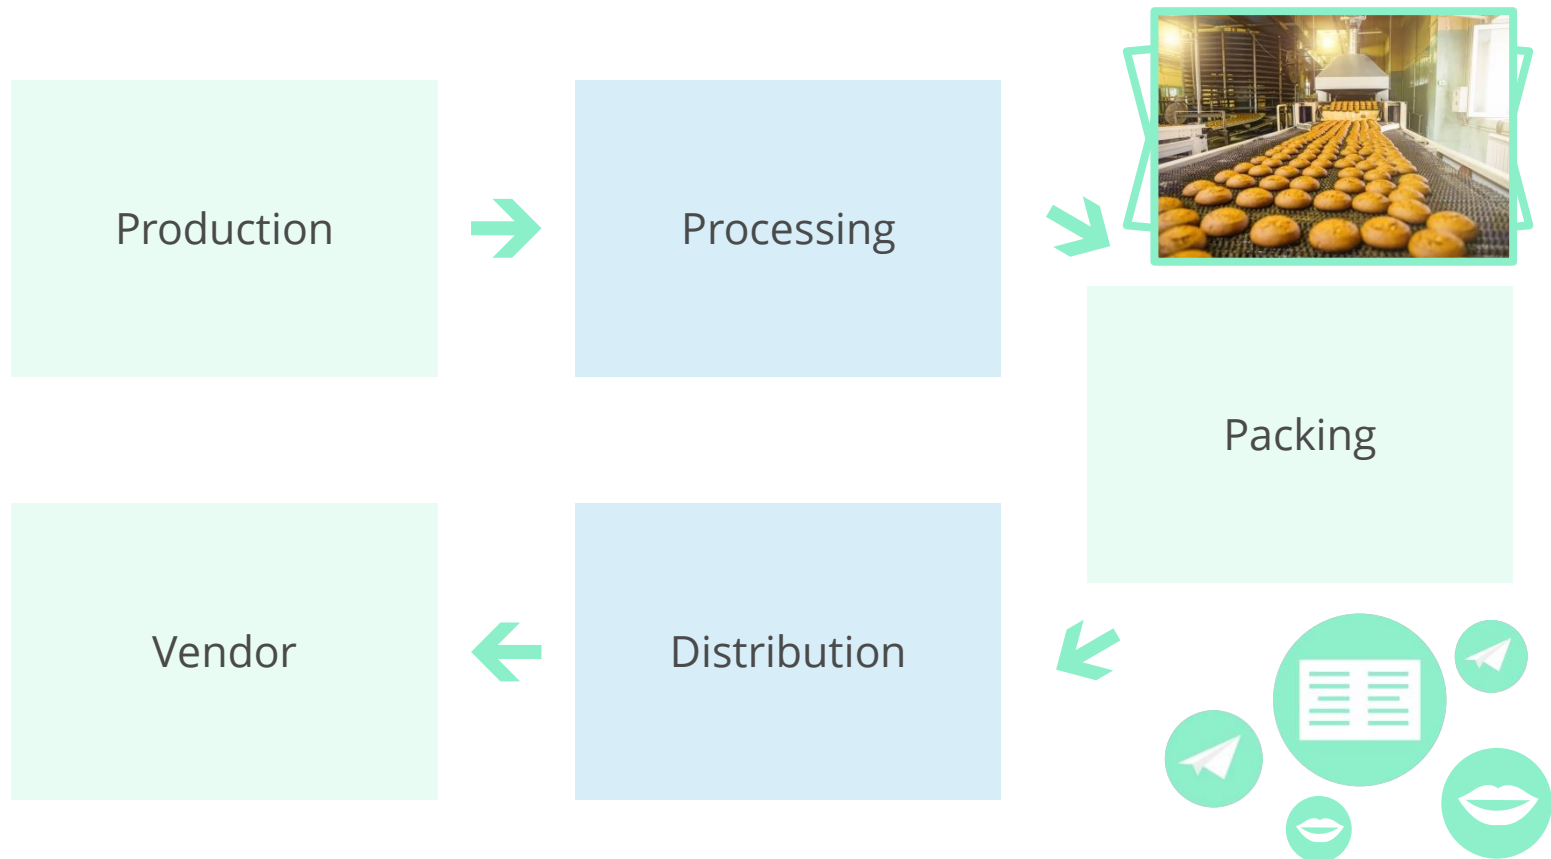 Production
Processing
Packing
Distribution
Vendor